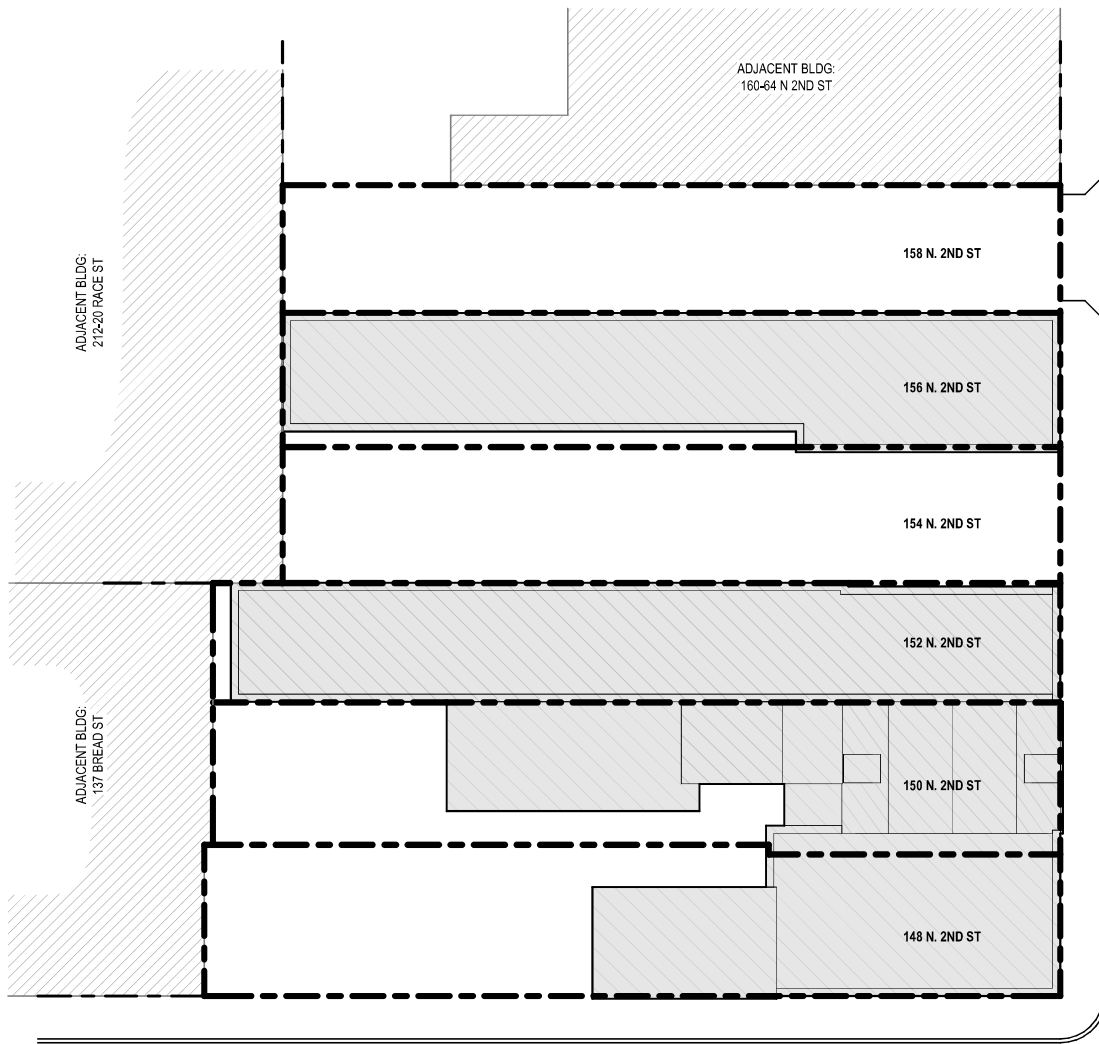 ADJACENT BLDG:
160-64 N 2ND ST
158 N. 2ND ST
ADJACENT BLDG:
212-20 RACE ST
156 N. 2ND ST
154 N. 2ND ST
152 N. 2ND ST
ADJACENT BLDG:
137 BREAD ST
150 N. 2ND ST
148 N. 2ND ST